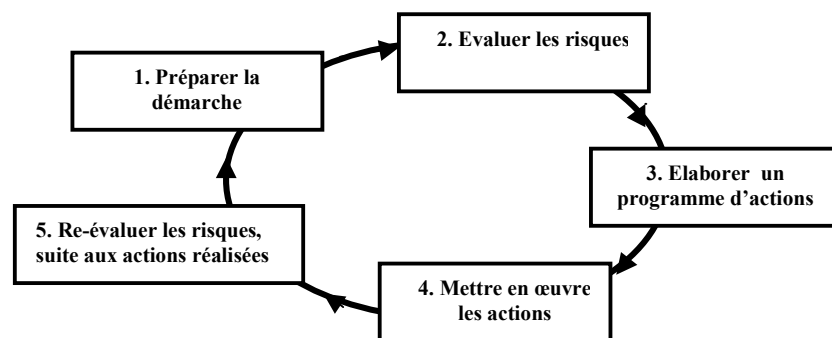 1. Préparer la
démarche
2. Evaluer les risques
3. Elaborer un
programme d'actions
4. Mettre en œuvre
les actions
5. Re-évaluer les risques,
suite aux actions réalisées